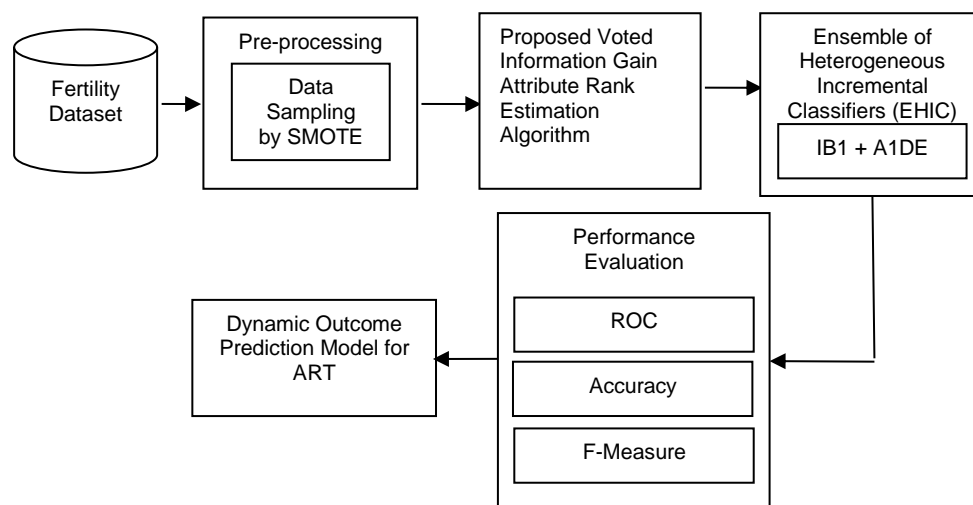 Fertility
Dataset
Pre-processing
Data
Sampling
by SMOTE
Proposed Voted
Information Gain
Attribute Rank
Estimation
Algorithm
Ensemble of
Heterogeneous
Incremental
Classifiers (EHIC)
IB1 + A1DE
Performance
Evaluation
ROC
Accuracy
F-Measure
Dynamic Outcome
Prediction Model for
ART